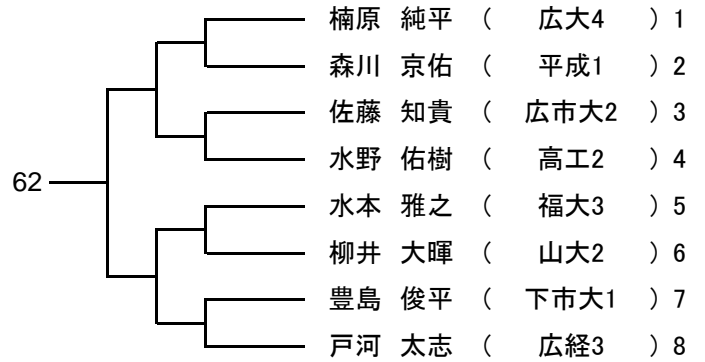 楠原 純平 ( 広大4 ) 1
森川 京佑 ( 平成1 ) 2
佐藤 知貴 ( 広市大2 ) 3
水野 佑樹 ( 高工2 ) 4
62
水本 雅之 ( 福大3 ) 5
柳井 大暉 ( 山大2 ) 6
豊島 俊平 ( 下市大1 ) 7
戸河 太志 ( 広経3 ) 8